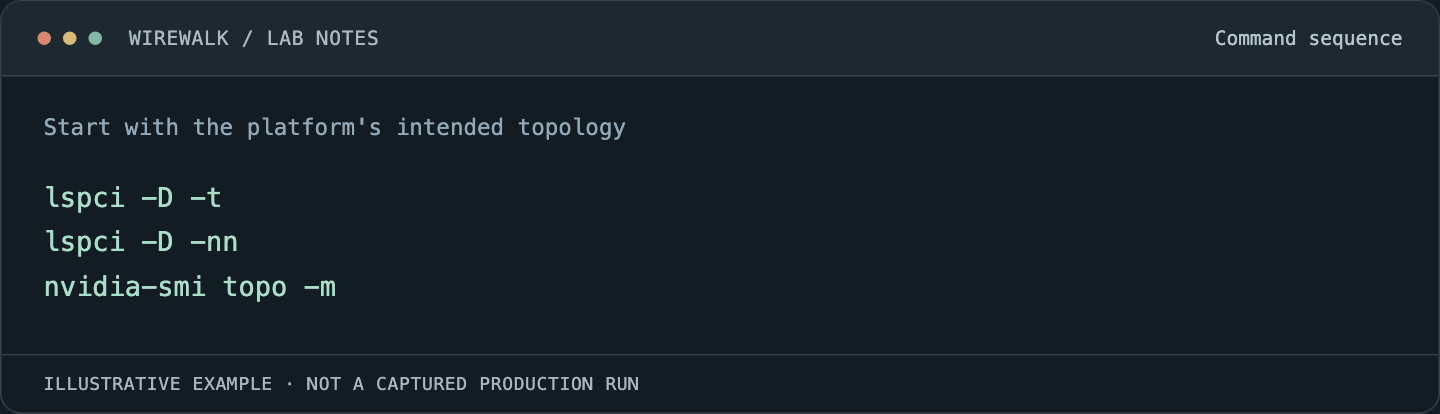 WIREWALK / LAB NOTES
Command sequence
Start with the platform's intended topology
lspci -D -t
lspci -D -nn
nvidia-smi topo -m
ILLUSTRATIVE EXAMPLE · NOT A CAPTURED PRODUCTION RUN